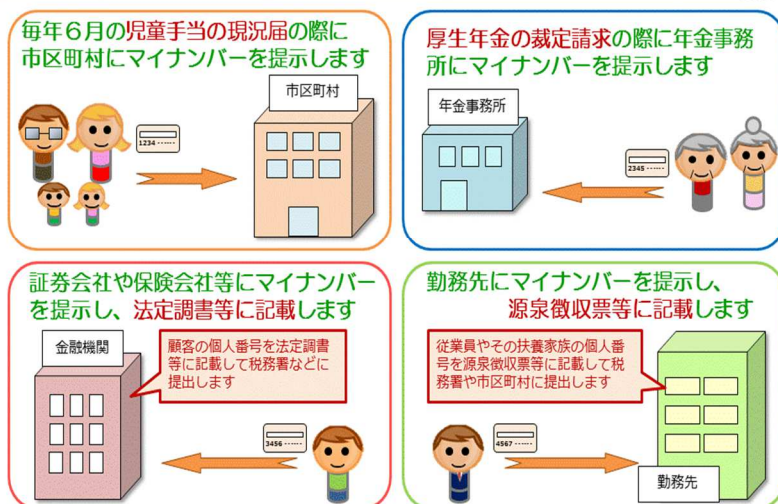 毎年６月の児童手当の現況届の際に
市区町村にマイナンバーを提示します
市区町村
1234 ------
厚生年金の裁定請求の際に年金事務
所にマイナンバーを提示します
年金事務所
2345 ------
証券会社や保険会社等にマイナンバー
を提示し、法定調書等に記載します
金融機関
顧客の個人番号を法定調書
等に記載して税務署などに
提出します
3456 ------
勤務先にマイナンバーを提示し、
源泉徴収票等に記載します
従業員やその扶養家族の個人番
号を源泉徴収票等に記載して税
務署や市区町村に提出します
4567 ------
勤務先